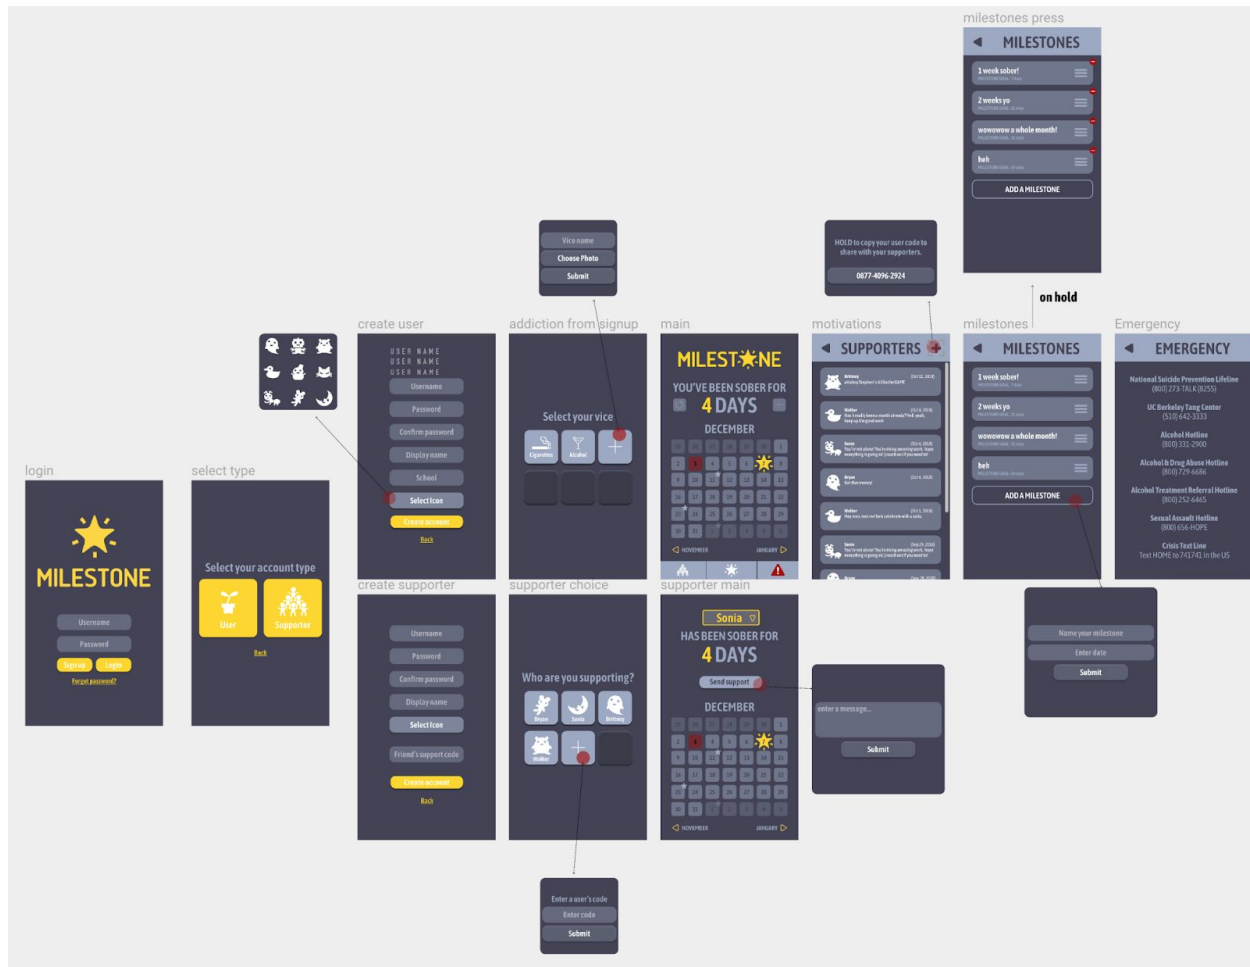 milestones press
MILESTONES
1 week sober!
2 weeks yo
wowowow a whole month!
heh
ADD A MILESTONE
on hold
Vice name
Choose Photo
Submit
HOLD to copy your user code to
share with your supporters.
0877-4096-2924
create user
USER NAME
USER NAME
USER NAME
Username
Password
Confirm password
Display name
School
Select Icon
Create account
Back
addiction from signup
Select your vice
Cigarettes
Alcohol
main
MILESTONE
YOU'VE BEEN SOBER FOR
4 DAYS
DECEMBER
NOVEMBER
JANUARY
motivations
SUPPORTERS
Brittney
Walker
Sonia
Bryan
Walker
Sonia
Bryan
milestones
MILESTONES
1 week sober!
2 weeks yo
wowowow a whole month!
heh
ADD A MILESTONE
Emergency
EMERGENCY
National Suicide Prevention Lifeline
(800) 273-TALK (8255)
UC Berkeley Tang Center
(510) 642-3333
Alcohol Hotline
(800) 331-2900
Alcohol & Drug Abuse Hotline
(800) 729-6686
Alcohol Treatment Referral Hotline
(800) 252-6465
Sexual Assault Hotline
(800) 656-HOPE
Crisis Text Line
Text HOME to 741741 in the US
login
MILESTONE
Username
Password
Sign up
Login
Forgot password?
select type
Select your account type
User
Supporter
Back
create supporter
Username
Password
Confirm password
Display name
Select Icon
Friend's support code
Create account
Back
supporter choice
Who are you supporting?
Bryan
Sonia
Brittney
Walker
supporter main
Sonia
HAS BEEN SOBER FOR
4 DAYS
Send support
DECEMBER
NOVEMBER
JANUARY
enter a message...
Submit
Name your milestone
Enter date
Submit
Enter a user's code
Enter code
Submit